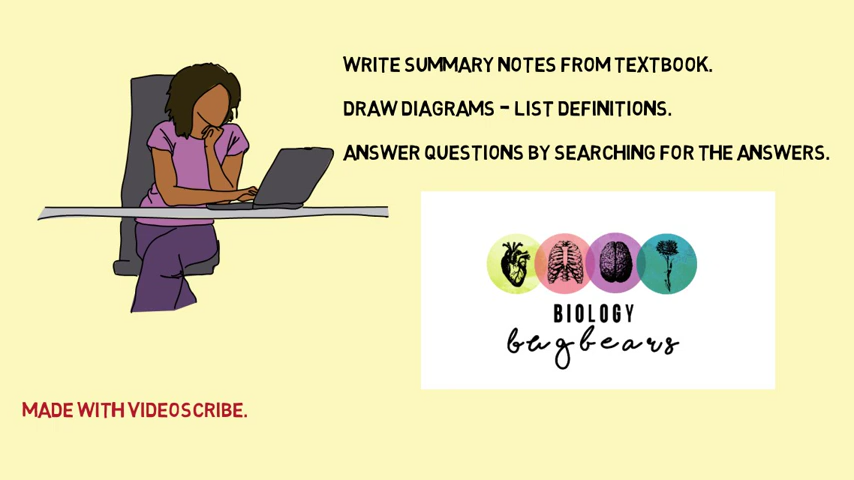 WRITE SUMMARY NOTES FROM TEXTBOOK.
DRAW DIAGRAMS - LIST DEFINITIONS.
ANSWER QUESTIONS BY SEARCHING FOR THE ANSWERS.
BIOLOGY
bugbears
MADE WITH VIDEOSCRIBE.